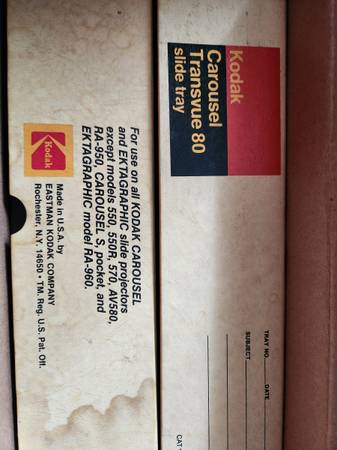 Kodak
Carousel
Transvue 80
slide tray
TRAY NO. DATE
SUBJECT
CAT
For use on all KODAK CAROUSEL
and EKTAGRAPHIC slide projectors
except models 550, 550R, 570, AV580,
RA-950, CAROUSEL S, pocket, and
EKTAGRAPHIC model RA-960.
Kodak
Made in U.S.A. by
EASTMAN KODAK COMPANY
Rochester, N.Y. 14650 • TM. Reg. U.S. Pat. Off.